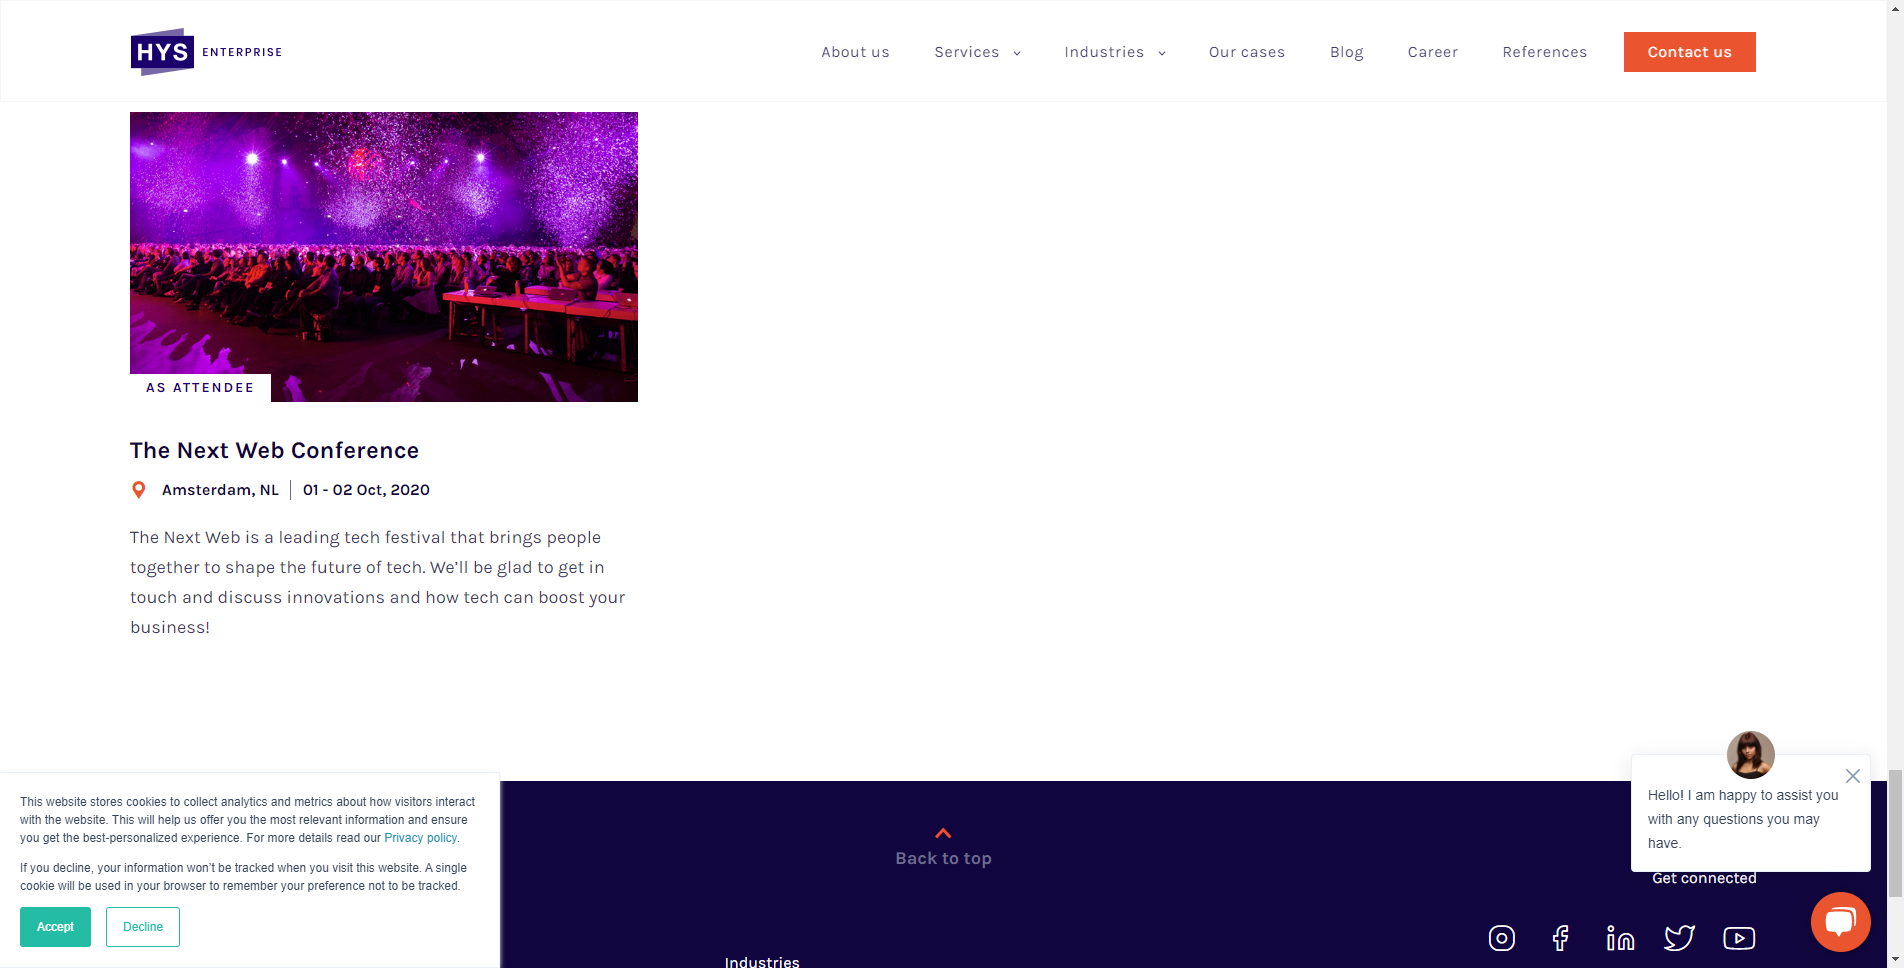 HYS ENTERPRISE
About us Services Industries Our cases Blog Career References Contact us
AS ATTENDEE
The Next Web Conference
Amsterdam, NL 01 - 02 Oct, 2020
The Next Web is a leading tech festival that brings people
together to shape the future of tech. We’ll be glad to get in
touch and discuss innovations and how tech can boost your
business!
This website stores cookies to collect analytics and metrics about how visitors interact
with the website. This will help us offer you the most relevant information and ensure
you get the best-personalized experience. For more details read our Privacy policy.
If you decline, your information won’t be tracked when you visit this website. A single
cookie will be used in your browser to remember your preference not to be tracked.
Accept Decline
Back to top
Hello! I am happy to assist you
with any questions you may
have.
Get connected
Industries